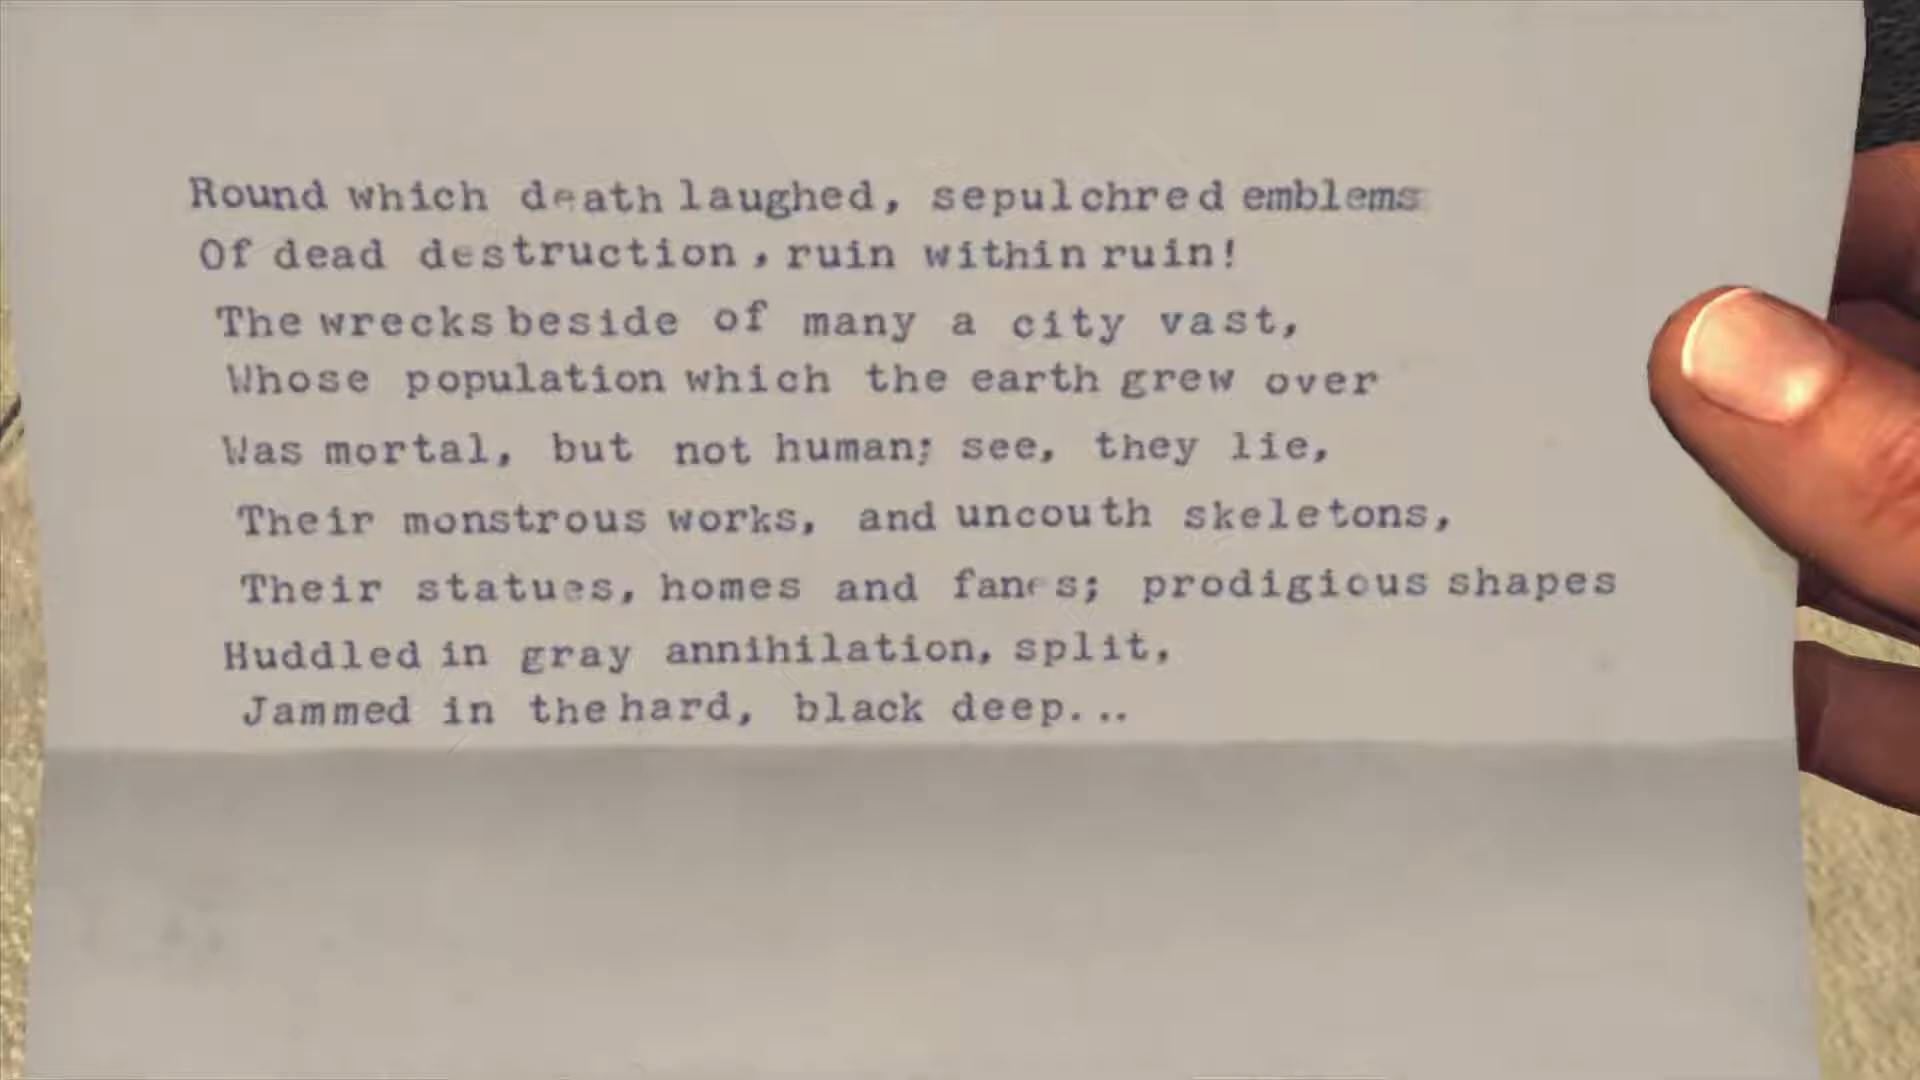 Round which death laughed, sepulchred emblems
Of dead destruction, ruin within ruin!
The wrecks beside of many a city vast,
Whose population which the earth grew over
Was mortal, but not human; see, they lie,
Their monstrous works, and uncouth skeletons,
Their statues, homes and fanes; prodigious shapes
Huddled in gray annihilation, split,
Jammed in the hard, black deep...